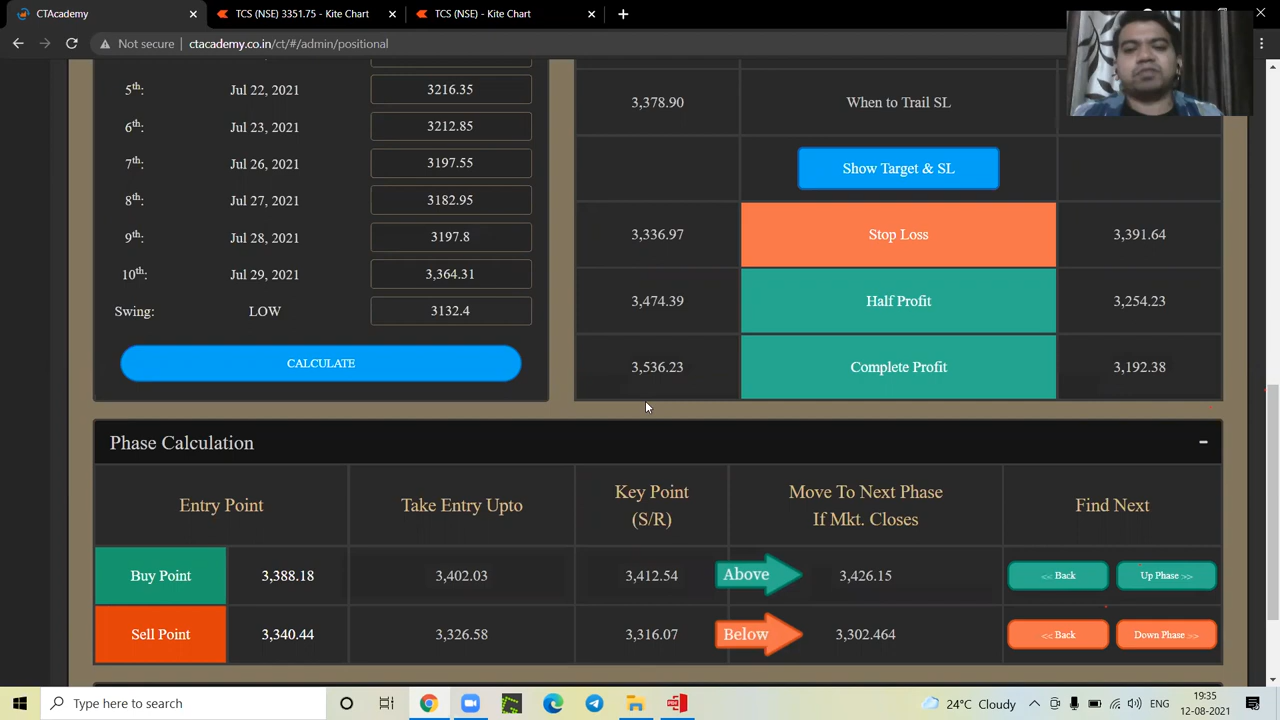 CTAcademy
TCS (NSE) 3351.75 - Kite Chart
TCS (NSE) - Kite Chart
Not secure
ctacademy.co.in/ct/#/admin/positional
5th: Jul 22, 2021 3216.35
6th: Jul 23, 2021 3212.85
7th: Jul 26, 2021 3197.55
8th: Jul 27, 2021 3182.95
9th: Jul 28, 2021 3197.8
10th: Jul 29, 2021 3,364.31
Swing: LOW 3132.4
CALCULATE
3,378.90 When to Trail SL
Show Target & SL
3,336.97 Stop Loss 3,391.64
3,474.39 Half Profit 3,254.23
3,536.23 Complete Profit 3,192.38
Phase Calculation
Entry Point
Take Entry Upto
Key Point
(S/R)
Move To Next Phase
If Mkt. Closes
Find Next
Buy Point 3,388.18 3,402.03 3,412.54 Above 3,426.15 << Back Up Phase >>
Sell Point 3,340.44 3,326.58 3,316.07 Below 3,302.464 << Back Down Phase >>
Type here to search
24°C Cloudy
ENG
19:35
12-08-2021